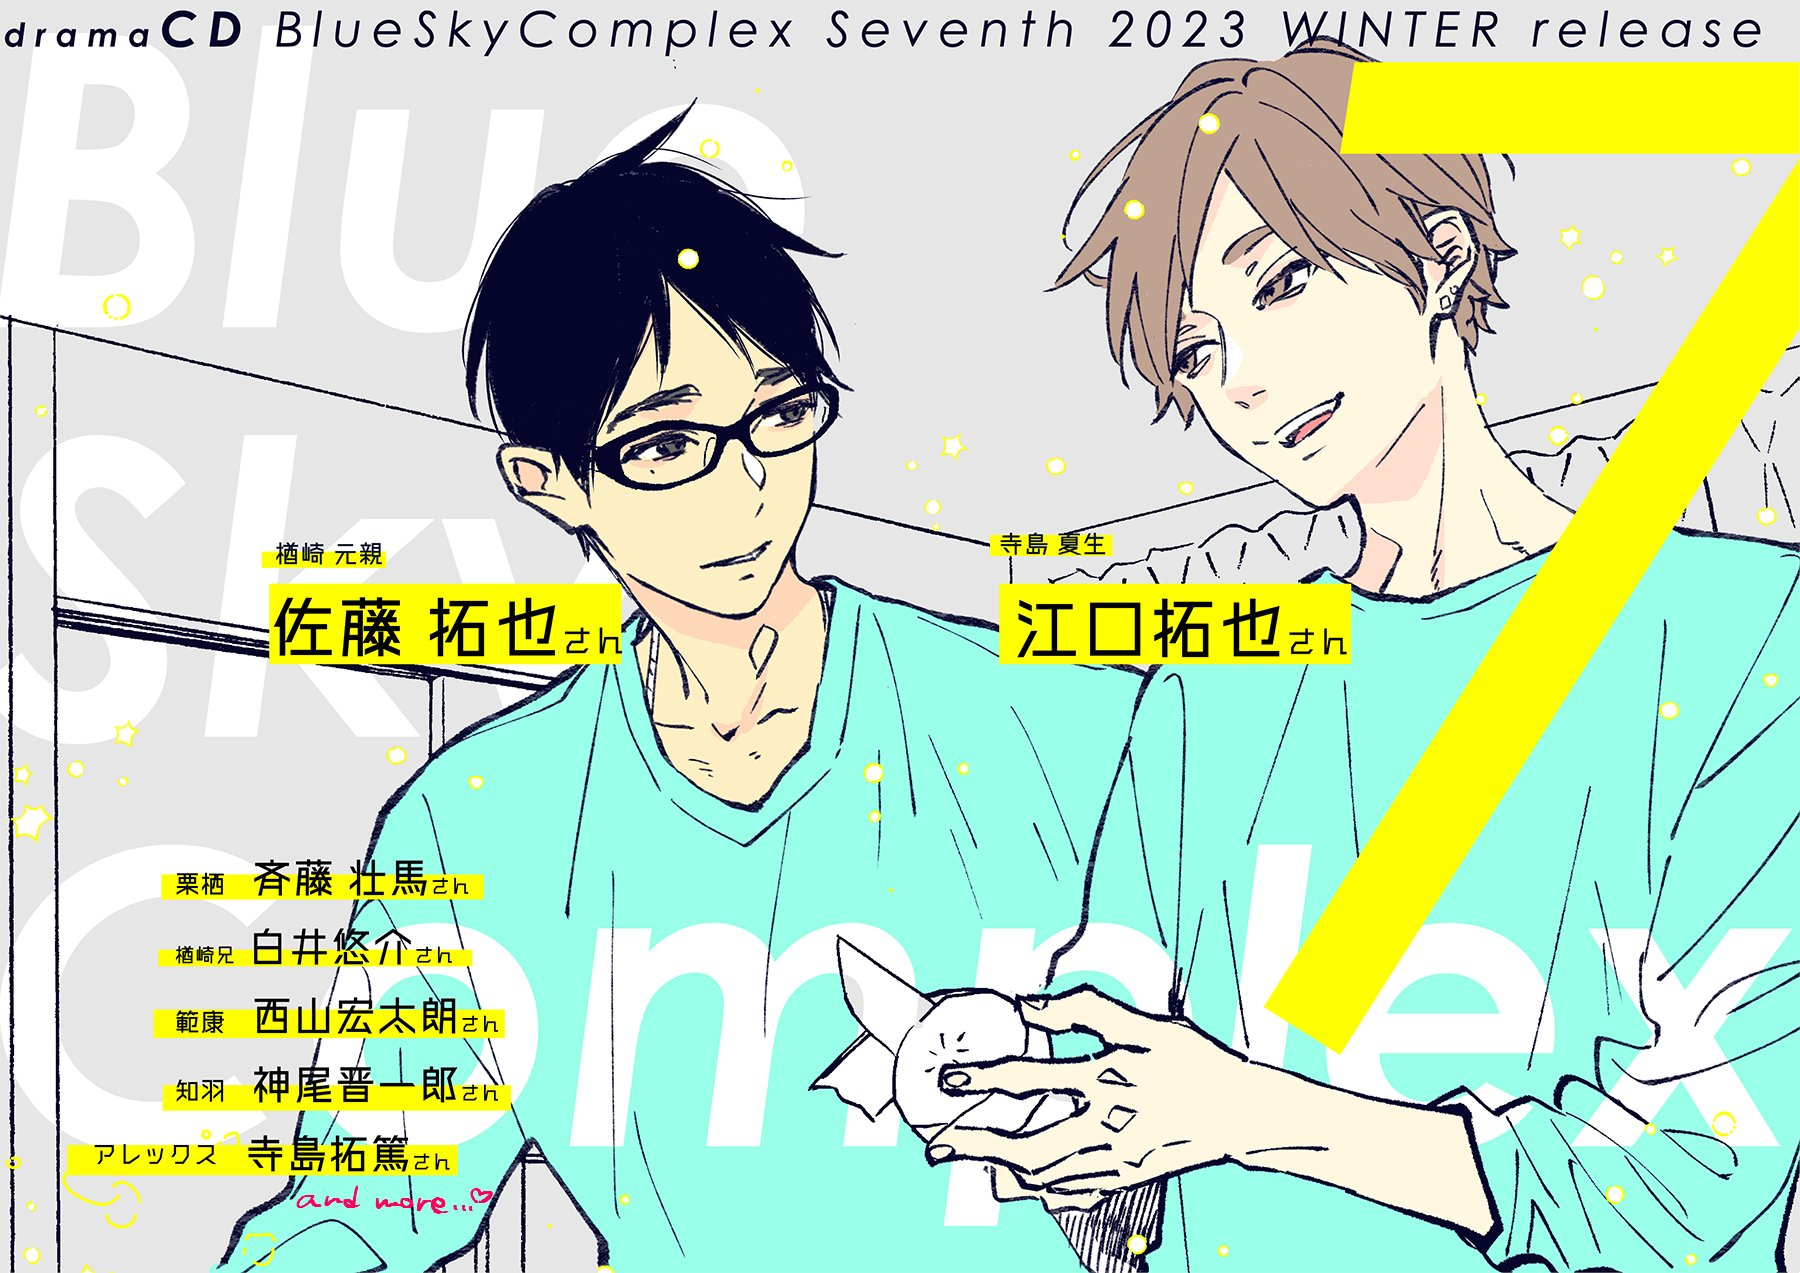 dramaCD BlueSkyComplex Seventh 2023 WINTER release
Blue
Sky
Complex
7
楢崎 元親
佐藤 拓也さん
寺島 夏生
江口拓也さん
栗栖 斉藤 壮馬さん
楢崎兄 白井悠介さん
範康 西山宏太朗さん
知羽 神尾晋一郎さん
アレックス 寺島拓篤さん
and more...♡